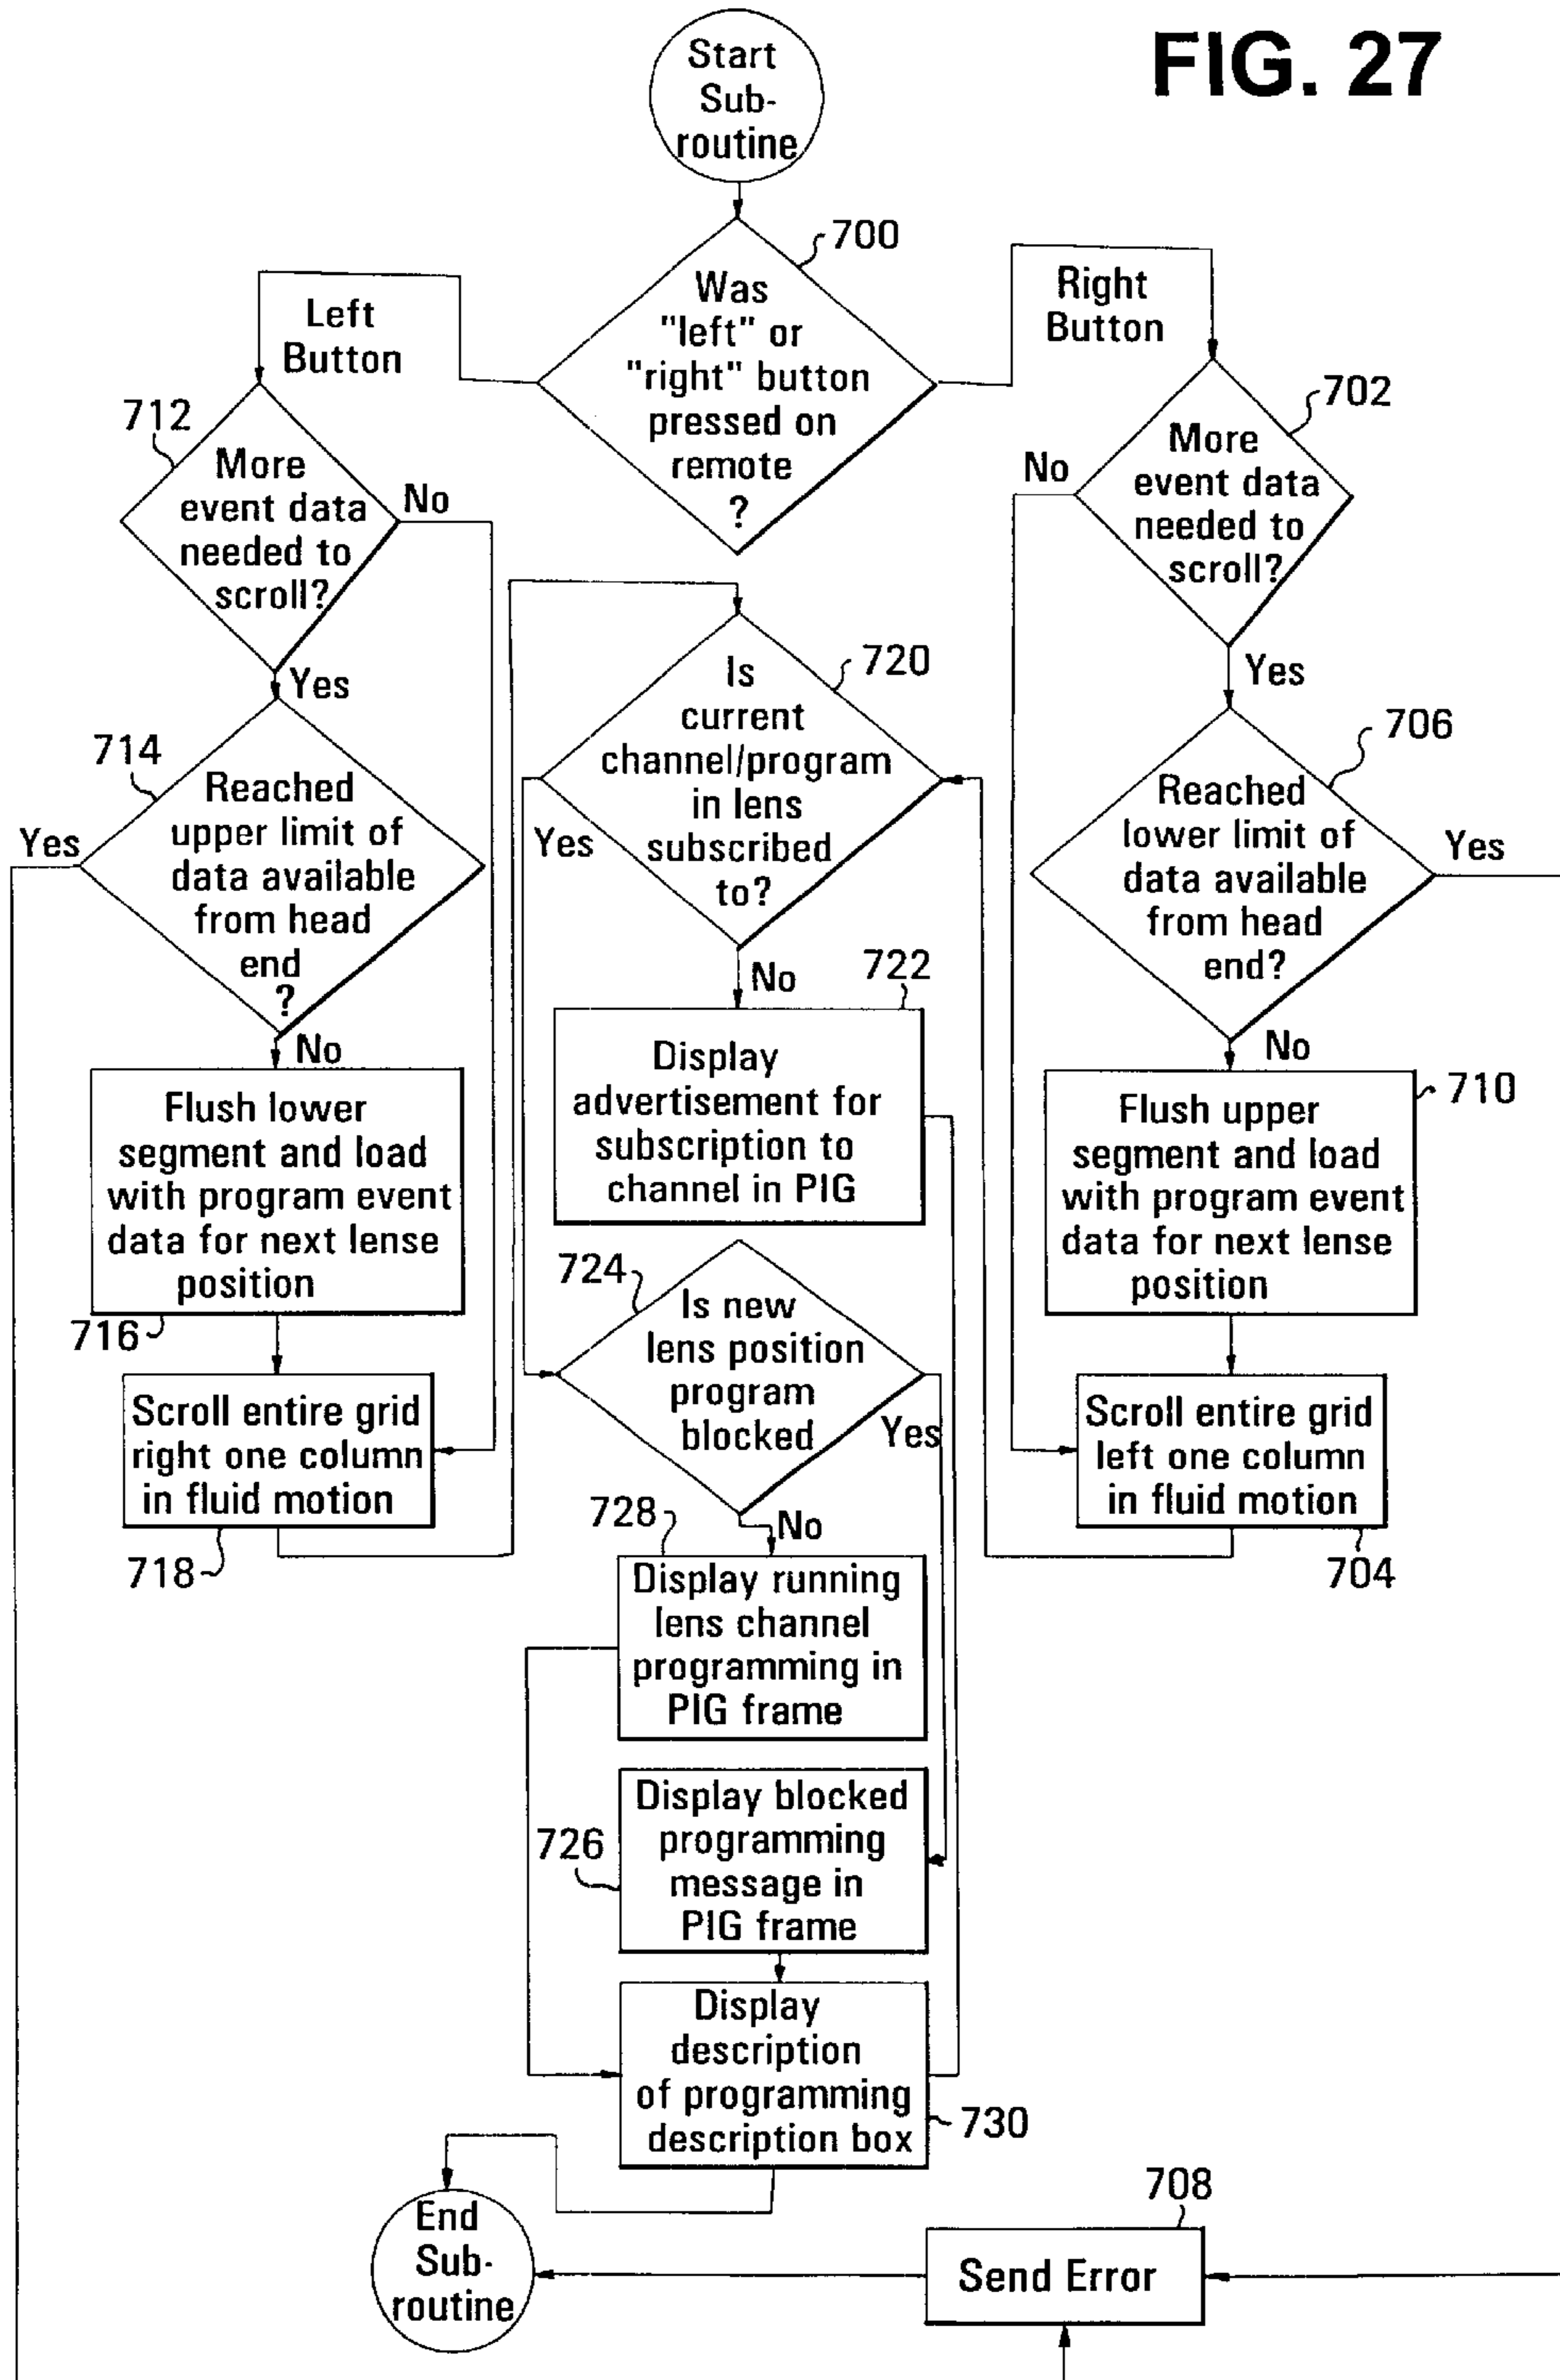 FIG. 27
Start
Sub-
routine
700
Was
"left" or
"right" button
pressed on
remote
?
Left
Button
Right
Button
712
More
event data
needed to
scroll?
No
Yes
702
More
event data
needed to
scroll?
No
Yes
714
Reached
upper limit of
data available
from head
end
?
Yes
No
720
Is
current
channel/program
in lens
subscribed
to?
Yes
No
706
Reached
lower limit of
data available
from head
end?
Yes
No
Flush lower
segment and load
with program event
data for next lense
position
716
722
Display
advertisement for
subscription to
channel in PIG
710
Flush upper
segment and load
with program event
data for next lense
position
724
Is new
lens position
program
blocked
Yes
No
Scroll entire grid
right one column
in fluid motion
718
Scroll entire grid
left one column
in fluid motion
704
728
Display running
lens channel
programming in
PIG frame
726
Display blocked
programming
message in
PIG frame
Display
description
of programming
description box
730
End
Sub-
routine
708
Send Error